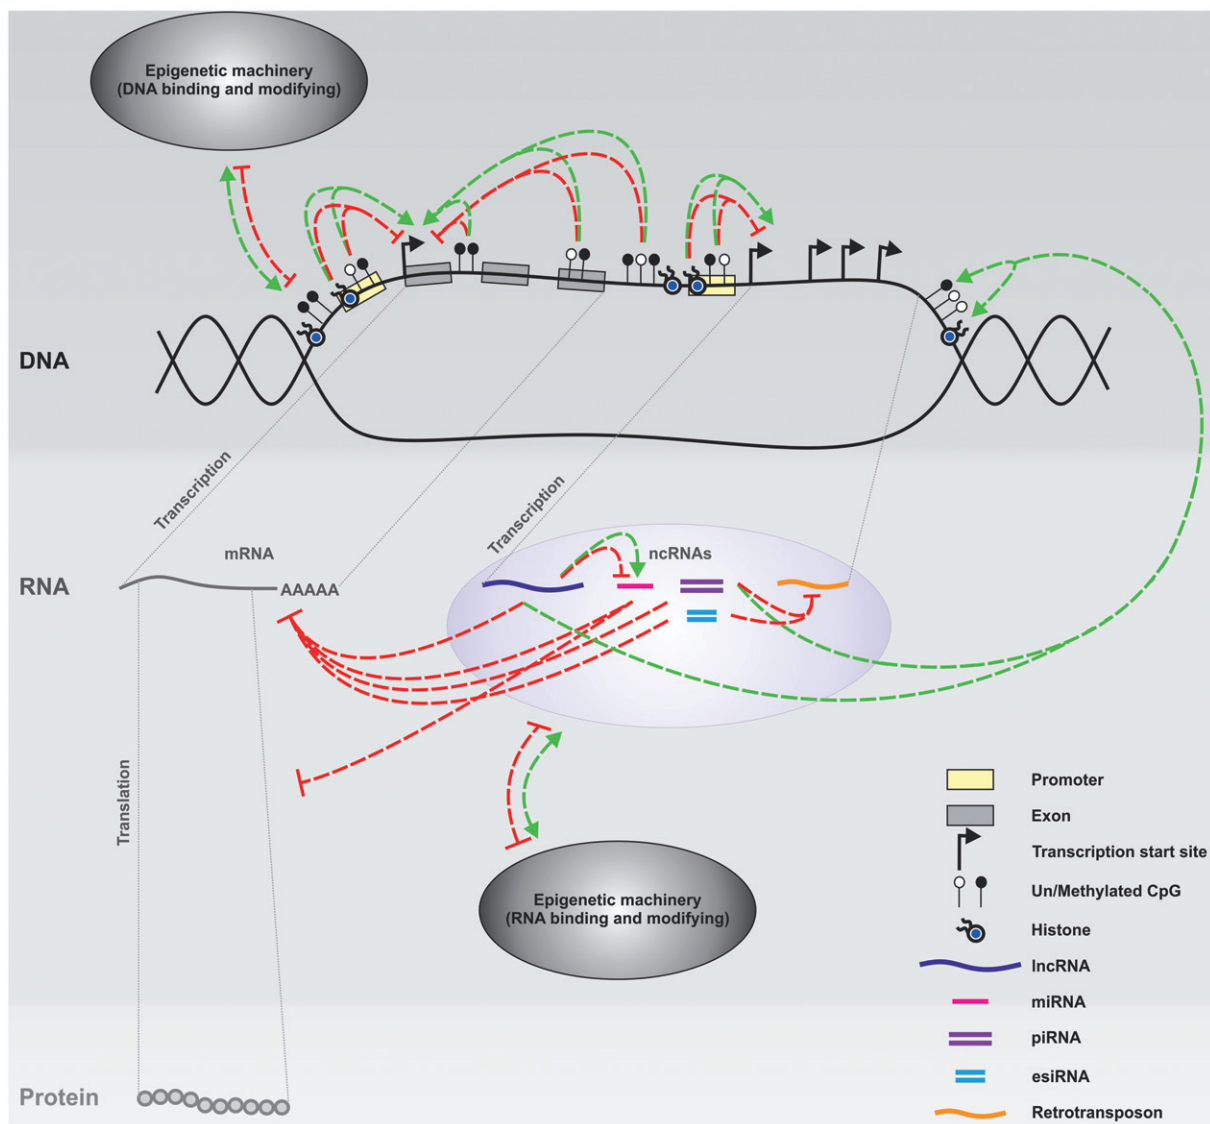 Epigenetic machinery
(DNA binding and modifying)
DNA
Transcription
Transcription
mRNA
ncRNAs
RNA
AAAAA
Translation
Epigenetic machinery
(RNA binding and modifying)
Promoter
Exon
Transcription start site
Un/Methylated CpG
Histone
lncRNA
miRNA
piRNA
esiRNA
Retrotransposon
Protein